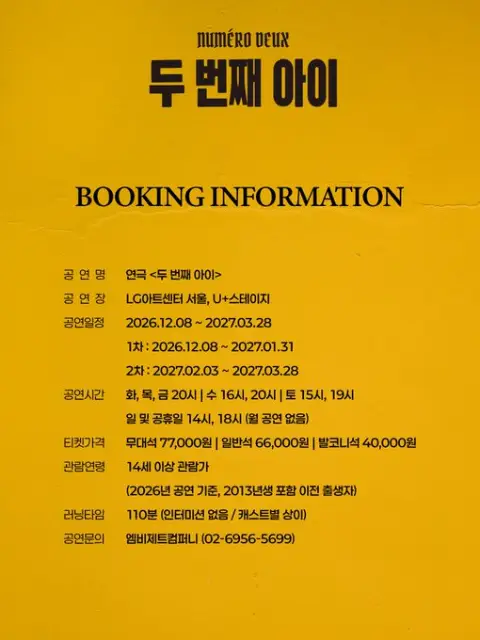 NUMÉRO DEUX
두 번째 아이
BOOKING INFORMATION
공 연 명 연극 <두 번째 아이>
공 연 장 LG아트센터 서울, U+스테이지
공연일정 2026.12.08 ~ 2027.03.28
1차 : 2026.12.08 ~ 2027.01.31
2차 : 2027.02.03 ~ 2027.03.28
공연시간 화, 목, 금 20시 | 수 16시, 20시 | 토 15시, 19시
일 및 공휴일 14시, 18시 (월 공연 없음)
티켓가격 무대석 77,000원 | 일반석 66,000원 | 발코니석 40,000원
관람연령 14세 이상 관람가
(2026년 공연 기준, 2013년생 포함 이전 출생자)
러닝타임 110분 (인터미션 없음 / 캐스트별 상이)
공연문의 엠비제트컴퍼니 (02-6956-5699)